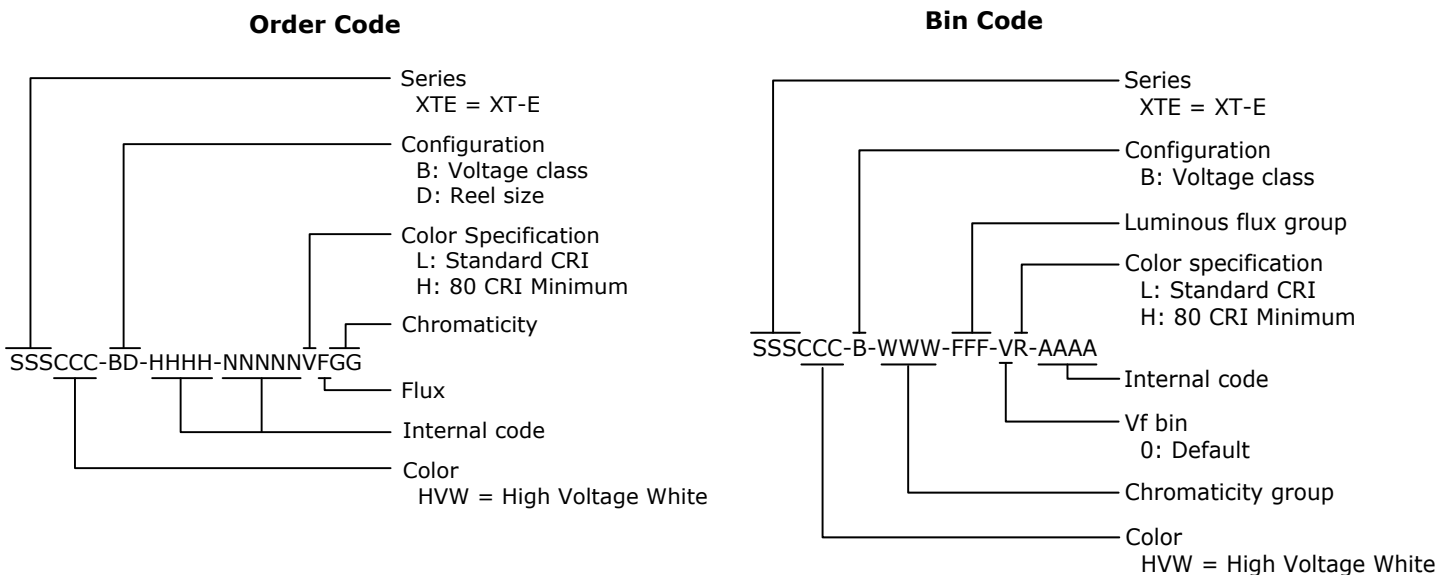 Order Code
Series
XTE = XT-E
Configuration
B: Voltage class
D: Reel size
Color Specification
L: Standard CRI
H: 80 CRI Minimum
Chromaticity
SSSCCC-BD-HHHH-NNNNNVFGG
Flux
Internal code
Color
HVW = High Voltage White
Bin Code
Series
XTE = XT-E
Configuration
B: Voltage class
Luminous flux group
Color specification
L: Standard CRI
H: 80 CRI Minimum
SSSCCC-B-WWW-FFF-VR-AAAA
Internal code
Vf bin
0: Default
Chromaticity group
Color
HVW = High Voltage White